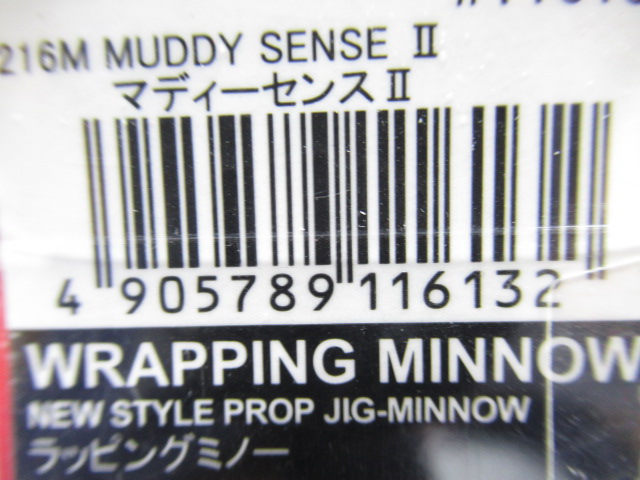 216M MUDDY SENSE Ⅱ
マディーセンスⅡ
4 905789 116132
WRAPPING MINNOW
NEW STYLE PROP JIG-MINNOW
ラッピングミノー